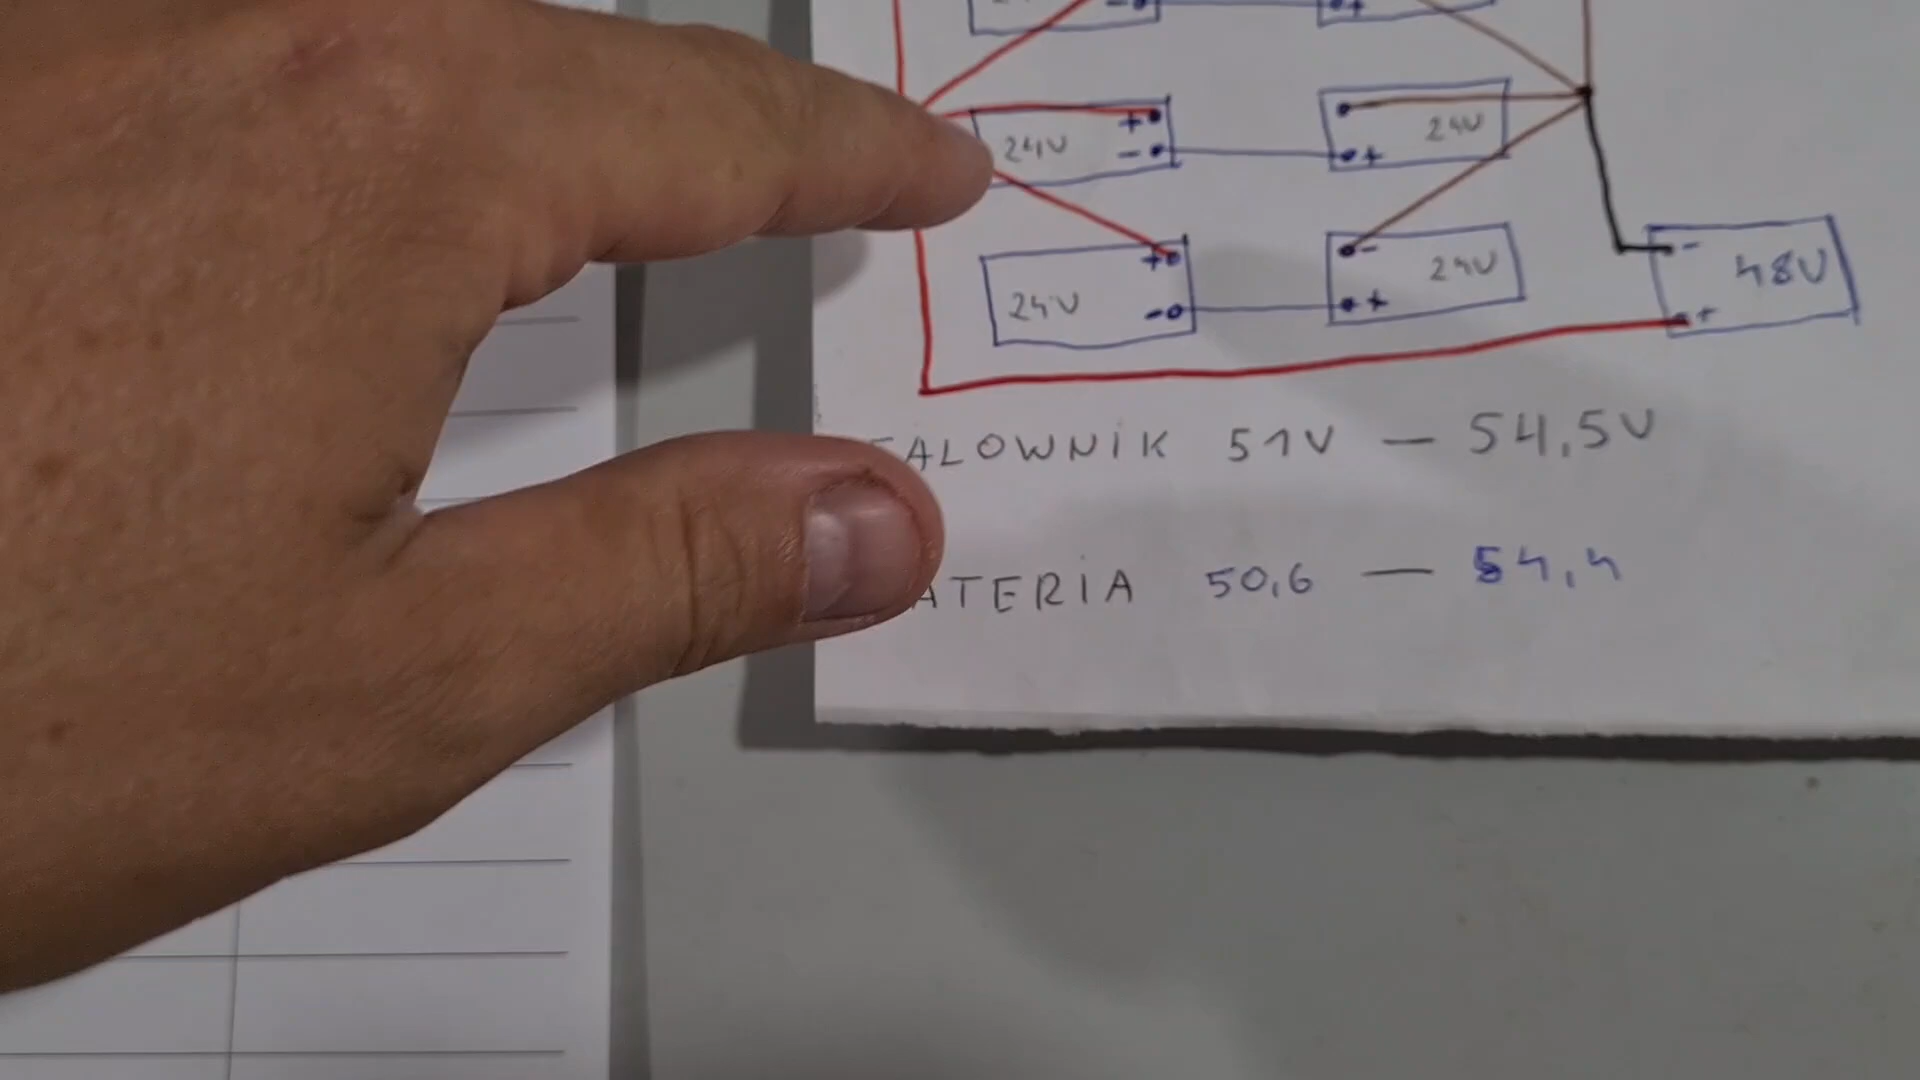 + 24V
24V -
+
- 24V
+
24V -
+
- 48V
+
ALOWNiK 51V — 54,5V
ATERiA 50,6 — 54,4